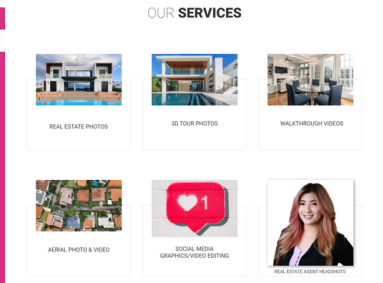 OUR SERVICES
REAL ESTATE PHOTOS
3D TOUR PHOTOS
WALKTHROUGH VIDEOS
1
AERIAL PHOTO & VIDEO
SOCIAL MEDIA
GRAPHICS/VIDEO EDITING
REAL ESTATE AGENT HEADSHOTS